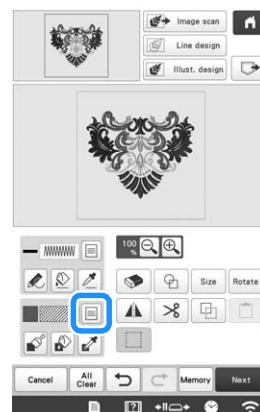 Image scan
Line design
Illust. design
100 %
Size
Rotate
Cancel
All Clear
Memory
Next
[?]